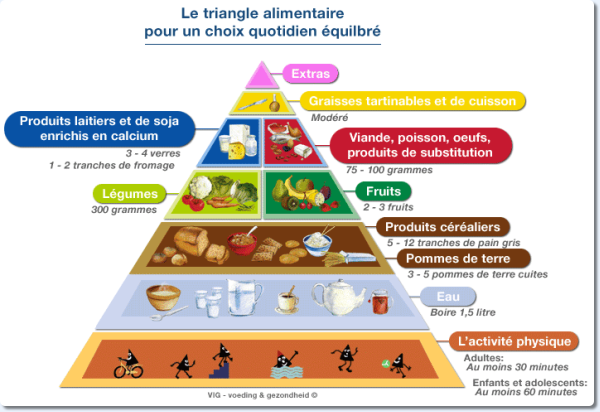 Le triangle alimentaire
pour un choix quotidien équilbré
Extras
Graisses tartinables et de cuisson
Modéré
Produits laitiers et de soja
enrichis en calcium
3 - 4 verres
1 - 2 tranches de fromage
Viande, poisson, oeufs,
produits de substitution
75 - 100 grammes
Légumes
300 grammes
Fruits
2 - 3 fruits
Produits céréaliers
5 - 12 tranches de pain gris
Pommes de terre
3 - 5 pommes de terre cuites
Eau
Boire 1,5 litre
L'activité physique
Adultes:
Au moins 30 minutes
Enfants et adolescents:
Au moins 60 minutes
VIG - voeding & gezondheid ©